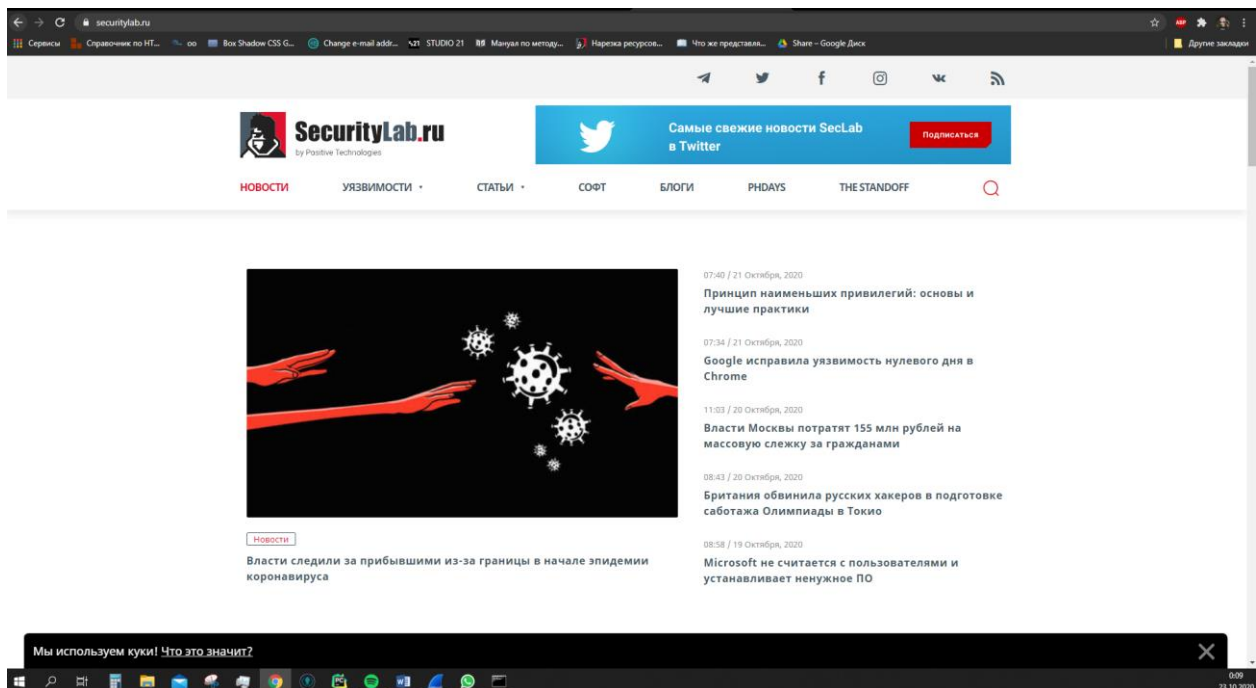 securitylab.ru
Сервисы Справочник по HT... oo Box Shadow CSS G... Change e-mail addr... STUDIO 21 Мануал по методу... Нарезка ресурсов... Что же представля... Share – Google Диск Другие закладки
SecurityLab.ru
by Positive Technologies
Самые свежие новости SecLab
в Twitter
Подписаться
НОВОСТИ УЯЗВИМОСТИ СТАТЬИ СОФТ БЛОГИ PHDAYS THE STANDOFF
Новости
Власти следили за прибывшими из-за границы в начале эпидемии
коронавируса
07:40 / 21 Октября, 2020
Принцип наименьших привилегий: основы и
лучшие практики
07:34 / 21 Октября, 2020
Google исправила уязвимость нулевого дня в
Chrome
11:03 / 20 Октября, 2020
Власти Москвы потратят 155 млн рублей на
массовую слежку за гражданами
08:43 / 20 Октября, 2020
Британия обвинила русских хакеров в подготовке
саботажа Олимпиады в Токио
08:58 / 19 Октября, 2020
Microsoft не считается с пользователями и
устанавливает ненужное ПО
Мы используем куки! Что это значит?
0:09
23.10.2020